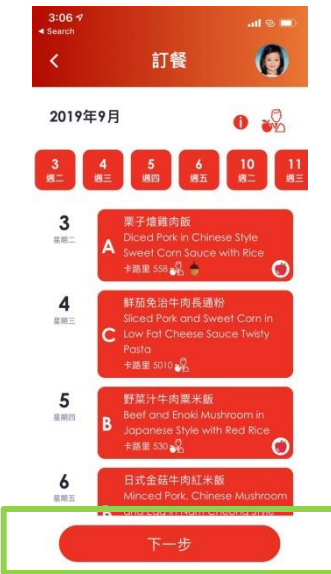 3:06
Search
訂餐
2019年9月
3
週二
4
週三
5
週四
6
週五
10
週二
11
週三
3
星期二
A
栗子燴雞肉飯
Diced Pork in Chinese Style
Sweet Corn Sauce with Rice
卡路里 558
4
星期三
C
鮮茄免治牛肉長通粉
Sliced Pork and Sweet Corn in
Low Fat Cheese Sauce Twisty
Pasta
卡路里 5010
5
星期四
B
野菜汁牛肉粟米飯
Beef and Enoki Mushroom in
Japanese Style with Red Rice
卡路里 530
6
星期五
日式金菇牛肉紅米飯
Minced Pork, Chinese Mushroom
下一步